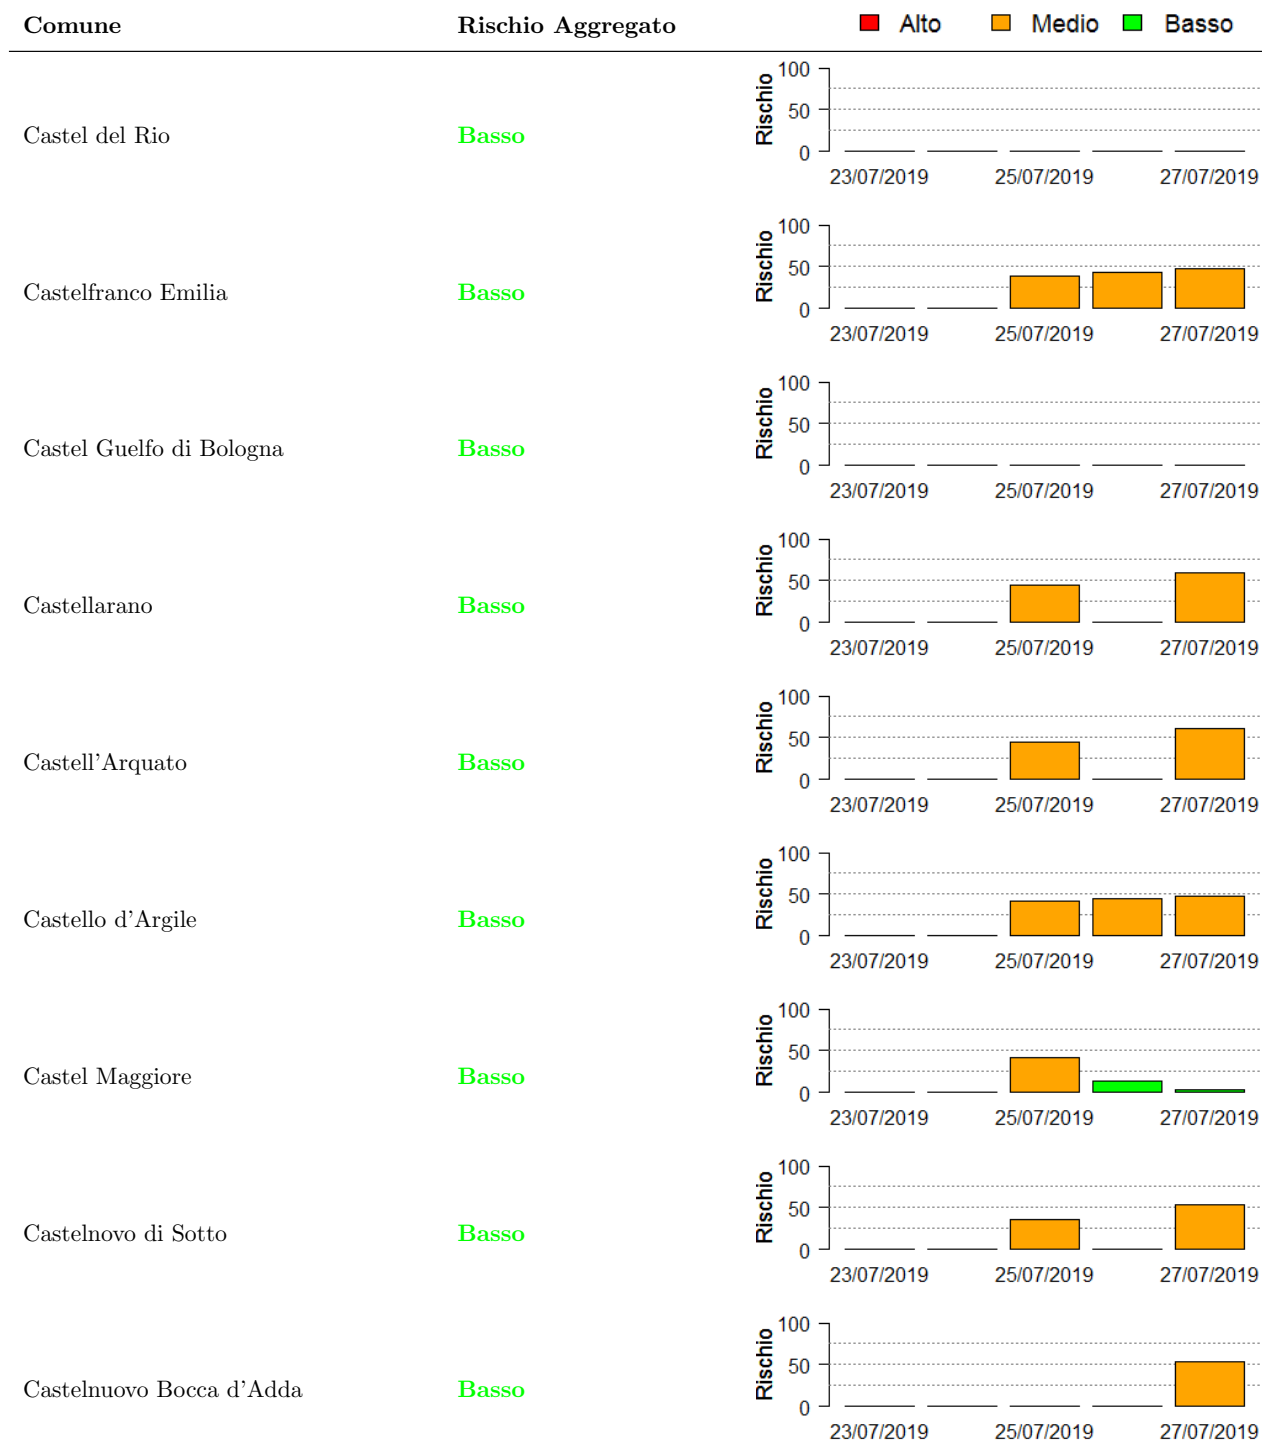 Comune Rischio Aggregato Alto Medio Basso
100
50
0
Rischio
Castel del Rio Basso
23/07/2019 25/07/2019 27/07/2019
100
50
0
Rischio
Castelfranco Emilia Basso
23/07/2019 25/07/2019 27/07/2019
100
50
0
Rischio
Castel Guelfo di Bologna Basso
23/07/2019 25/07/2019 27/07/2019
100
50
0
Rischio
Castellarano Basso
23/07/2019 25/07/2019 27/07/2019
100
50
0
Rischio
Castell'Arquato Basso
23/07/2019 25/07/2019 27/07/2019
100
50
0
Rischio
Castello d'Argile Basso
23/07/2019 25/07/2019 27/07/2019
100
50
0
Rischio
Castel Maggiore Basso
23/07/2019 25/07/2019 27/07/2019
100
50
0
Rischio
Castelnovo di Sotto Basso
23/07/2019 25/07/2019 27/07/2019
100
50
0
Rischio
Castelnuovo Bocca d'Adda Basso
23/07/2019 25/07/2019 27/07/2019